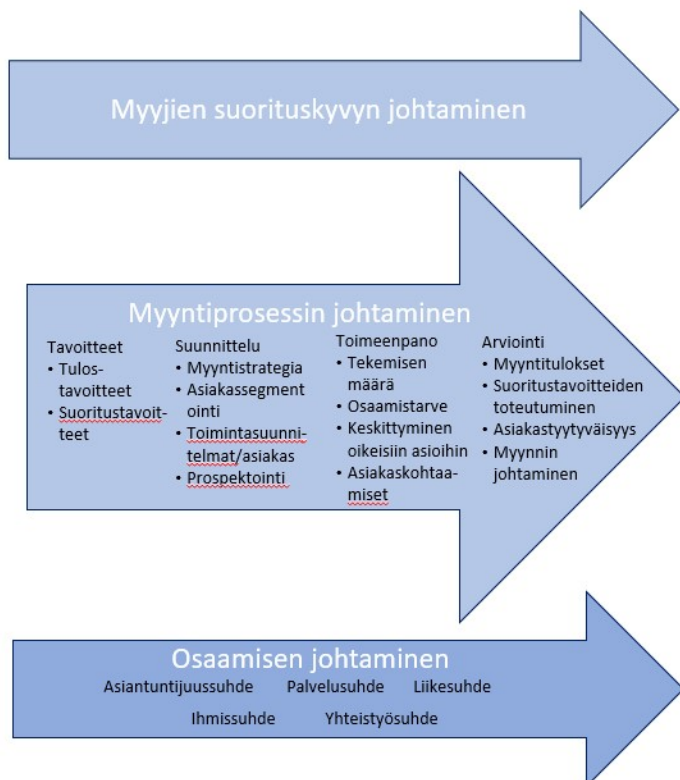 Myyjien suorituskyvyn johtaminen
Myyntiprosessin johtaminen
Tavoitteet
• Tulos-
tavoitteet
• Suoritustavoit-
teet
Suunnittelu
• Myyntistrategia
• Asiakassegment
ointi
• Toimintasuunni-
telmat/asiakas
• Prospektointi
Toimeenpano
• Tekemisen
määrä
• Osaamistarve
• Keskittyminen
oikeisiin asioihin
• Asiakaskohtaa-
miset
Arviointi
• Myyntitulokset
• Suoritustavoitteiden
toteutuminen
• Asiakastyytyväisyys
• Myynnin
johtaminen
Osaamisen johtaminen
Asiantuntijuussuhde Palvelusuhde Liikesuhde
Ihmissuhde Yhteistyösuhde